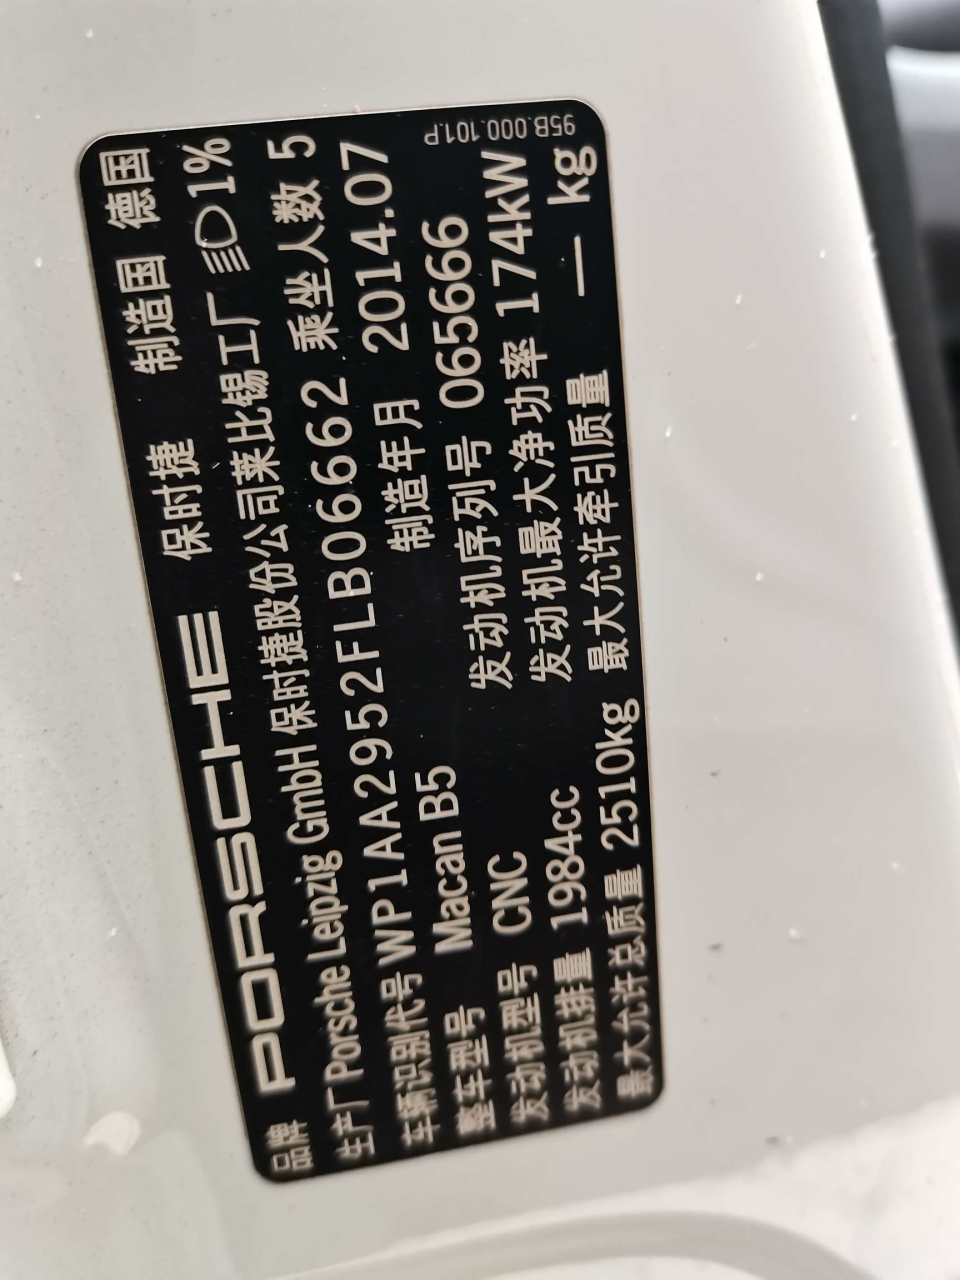 品牌 PORSCHE 保时捷 制造国 德国
生产厂 Porsche Leipzig GmbH 保时捷股份公司莱比锡工厂 1%
车辆识别代号 WP1AA2952FLB06662 乘坐人数 5
整车型号 Macan B5 制造年月 2014.07
发动机型号 CNC 发动机序列号 065666
发动机排量 1984cc 发动机最大净功率 174kW
最大允许总质量 2510kg 最大允许牵引质量 — kg
95B.000.101.P